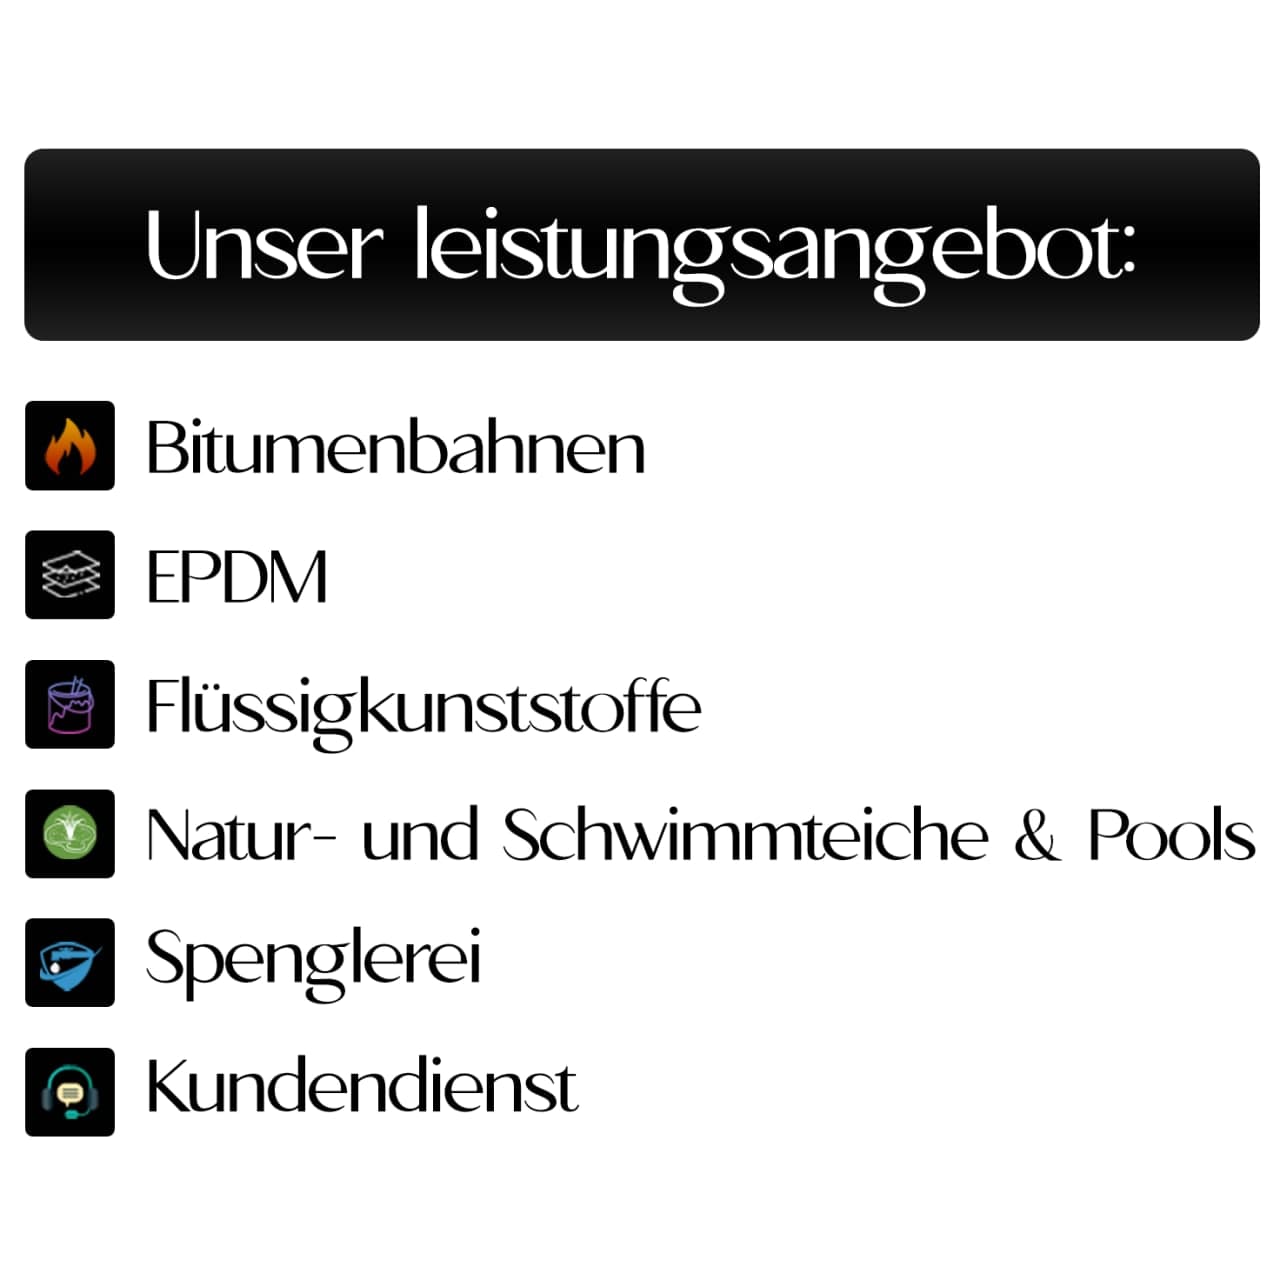 Unser leistungsangebot:
Bitumenbahnen
EPDM
Flüssigkunststoffe
Natur- und Schwimmteiche & Pools
Spenglerei
Kundendienst